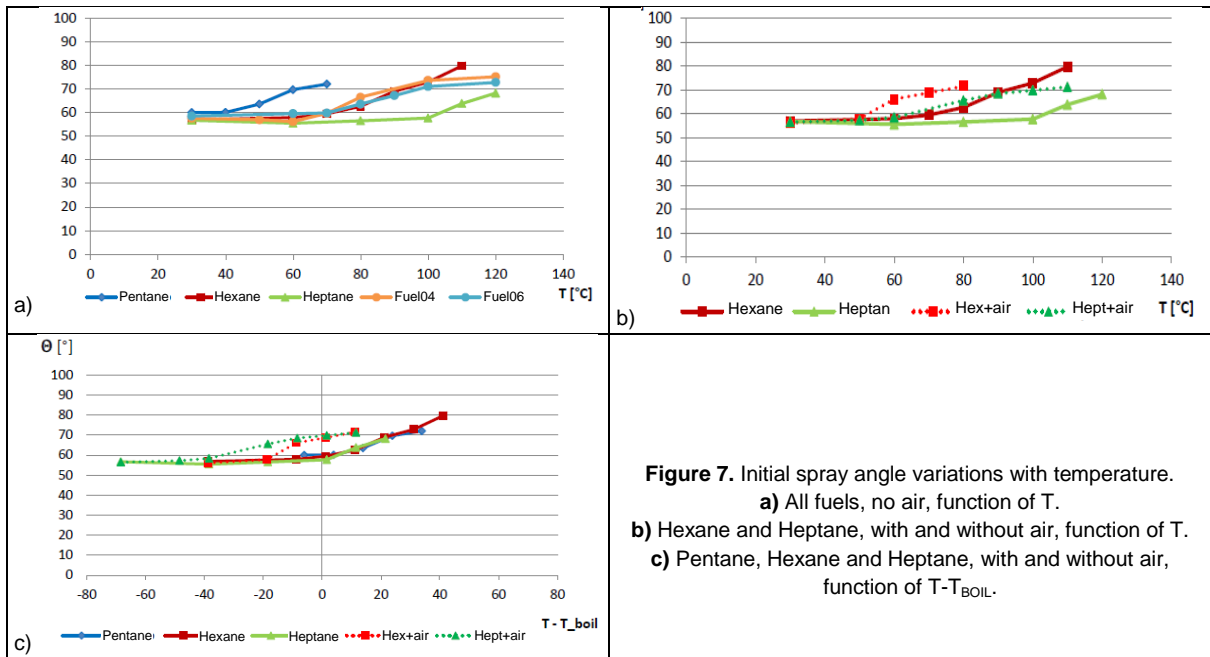 100
90
80
70
60
50
40
30
20
10
0
0 20 40 60 80 100 120 140
T [°C]
Pentane Hexane Heptane Fuel04 Fuel06
a)
100
90
80
70
60
50
40
30
20
10
0
0 20 40 60 80 100 120 140
Hexane Heptan Hex+air Hept+air T [°C]
b)
Θ [°]
100
90
80
70
60
50
40
30
20
10
0
-80 -60 -40 -20 0 20 40 60 80
T - T_boil
Pentane Hexane Heptane Hex+air Hept+air
c)
Figure 7. Initial spray angle variations with temperature.
a) All fuels, no air, function of T.
b) Hexane and Heptane, with and without air, function of T.
c) Pentane, Hexane and Heptane, with and without air,
function of T-TBOIL.